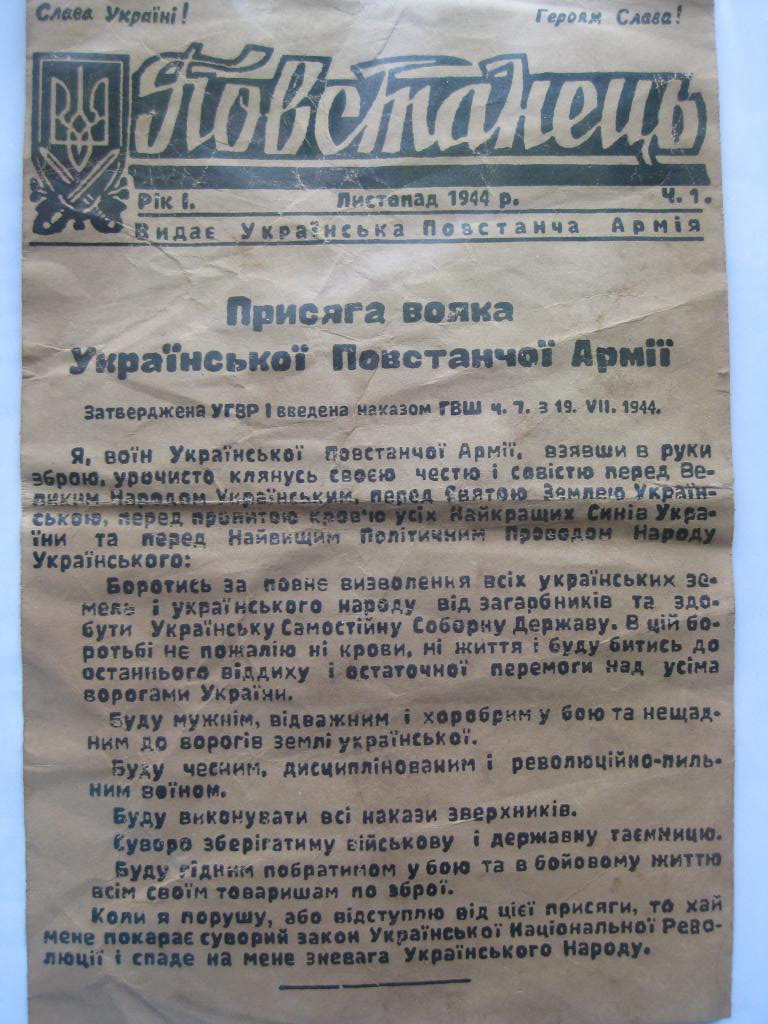 Слава Україні! Героям Слава!
Повстанець
Рік І. Листопад 1944 р. Ч. 1.
Видає Українська Повстанча Армія
Присяга вояка
Української Повстанчої Армії
Затверджена УГВР і введена наказом ГВШ ч. 7. з 19. VII. 1944.
Я, воїн Української Повстанчої Армії, взявши в руки
зброю, урочисто клянусь своєю честю і совістю перед Ве-
ликим Народом Українським, перед Святою Землею Україн-
ською, перед пролитою кров'ю усіх Найкращих Синів Укра-
їни та перед Найвищим Політичним Проводом Народу
Українського:
Боротись за повне визволення всіх українських зе-
мель і українського народу від загарбників та здо-
бути Українську Самостійну Соборну Державу. В цій бо-
ротьбі не пожалію ні крови, ні життя і буду битись до
останнього віддиху і остаточної перемоги над усіма
ворогами України.
Буду мужнім, відважним і хоробрим у бою та нещад-
ним до ворогів землі української.
Буду чесним, дисциплінованим і революційно-пиль-
ним воїном.
Буду виконувати всі накази зверхників.
Суворо зберігатиму військову і державну таємницю.
Буду гідним побратимом у бою та в бойовому життю
всім своїм товаришам по зброї.
Коли я порушу, або відступлю від цієї присяги, то хай
мене покарає суворий закон Української Національної Рево-
люції і спаде на мене зневага Українського Народу.